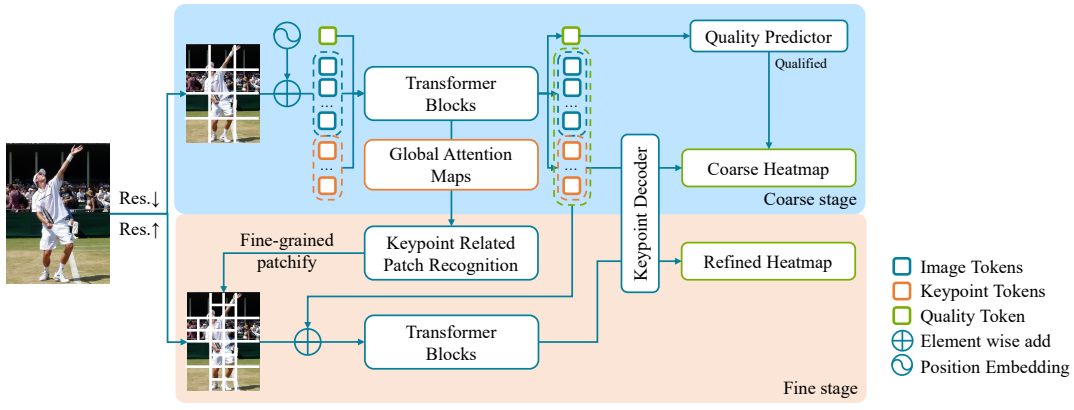 Res.↓
Res.↑
...
...
Transformer
Blocks
Global Attention
Maps
...
...
Quality Predictor
Qualified
Keypoint Decoder
Coarse Heatmap
Coarse stage
Fine-grained
patchify
Keypoint Related
Patch Recognition
Transformer
Blocks
Refined Heatmap
Fine stage
Image Tokens
Keypoint Tokens
Quality Token
Element wise add
Position Embedding